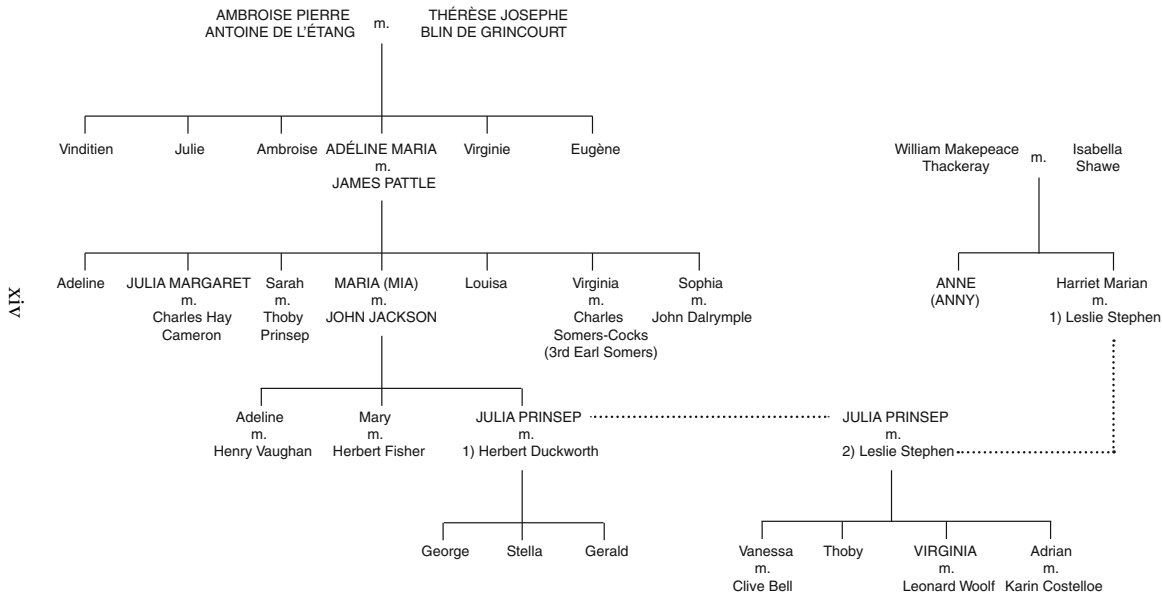 AMBROISE PIERRE
ANTOINE DE L'ÉTANG
m.
THÉRÈSE JOSEPHE
BLIN DE GRINCOURT
Vinditien
Julie
Ambroise
ADÉLINE MARIA
m.
JAMES PATTLE
Virginie
Eugène
William Makepeace
Thackeray
m.
Isabella
Shawe
Adeline
JULIA MARGARET
m.
Charles Hay
Cameron
Sarah
m.
Thoby
Prinsep
MARIA (MIA)
m.
JOHN JACKSON
Louisa
Virginia
m.
Charles
Somers-Cocks
(3rd Earl Somers)
Sophia
m.
John Dalrymple
ANNE
(ANNY)
Harriet Marian
m.
1) Leslie Stephen
xiv
Adeline
m.
Henry Vaughan
Mary
m.
Herbert Fisher
JULIA PRINSEP
m.
1) Herbert Duckworth
JULIA PRINSEP
m.
2) Leslie Stephen
George
Stella
Gerald
Vanessa
m.
Clive Bell
Thoby
VIRGINIA
m.
Leonard Woolf
Adrian
m.
Karin Costelloe